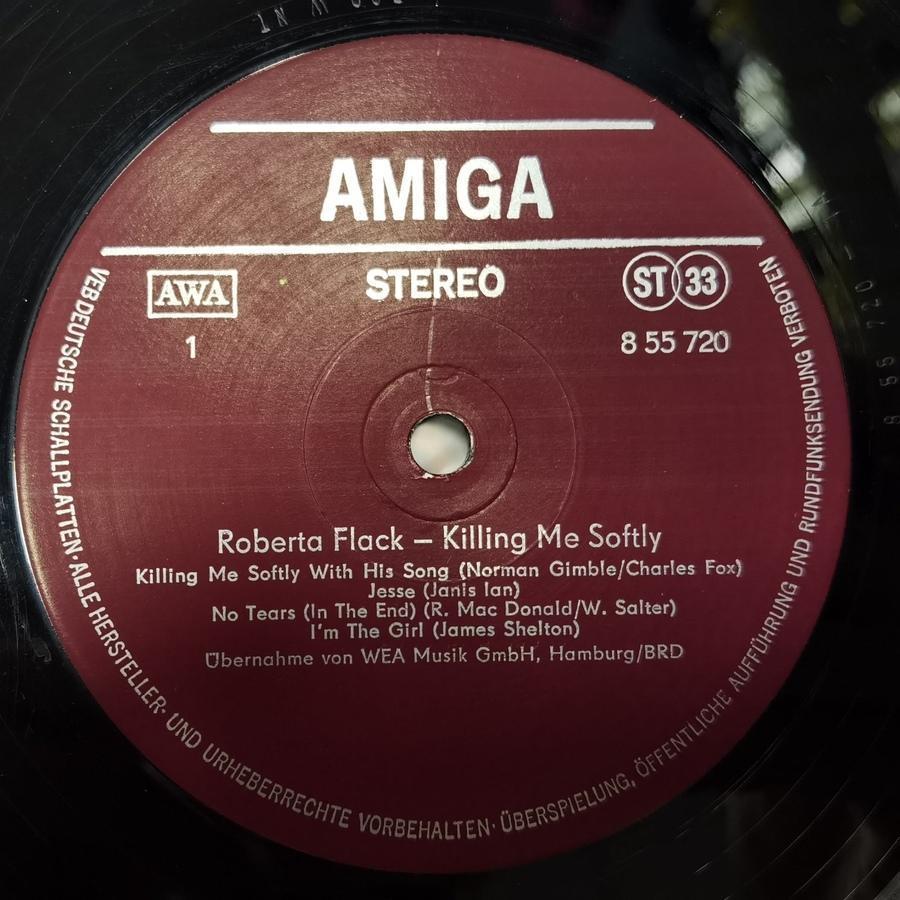 AMIGA
AWA
STEREO
ST 33
1
8 55 720
Roberta Flack – Killing Me Softly
Killing Me Softly With His Song (Norman Gimble/Charles Fox)
Jesse (Janis Ian)
No Tears (In The End) (R. Mac Donald/W. Salter)
I'm The Girl (James Shelton)
Übernahme von WEA Musik GmbH, Hamburg/BRD
VEB DEUTSCHE SCHALLPLATTEN · ALLE HERSTELLER- UND URHEBERRECHTE VORBEHALTEN · ÜBERSPIELUNG, ÖFFENTLICHE AUFFÜHRUNG UND RUNDFUNKSENDUNG VERBOTEN
8 55 720